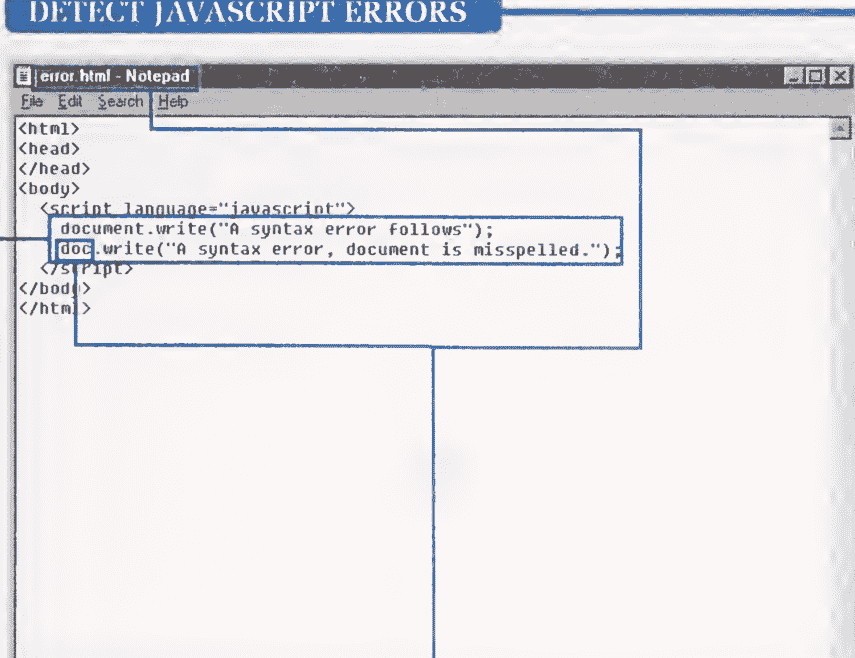 DETECT JAVASCRIPT ERRORS
error.html - Notepad
File Edit Search Help
<html>
<head>
</head>
<body>
<script language="javascript">
document.write("A syntax error follows");
doc.write("A syntax error, document is misspelled.");
</script>
</body>
</html>